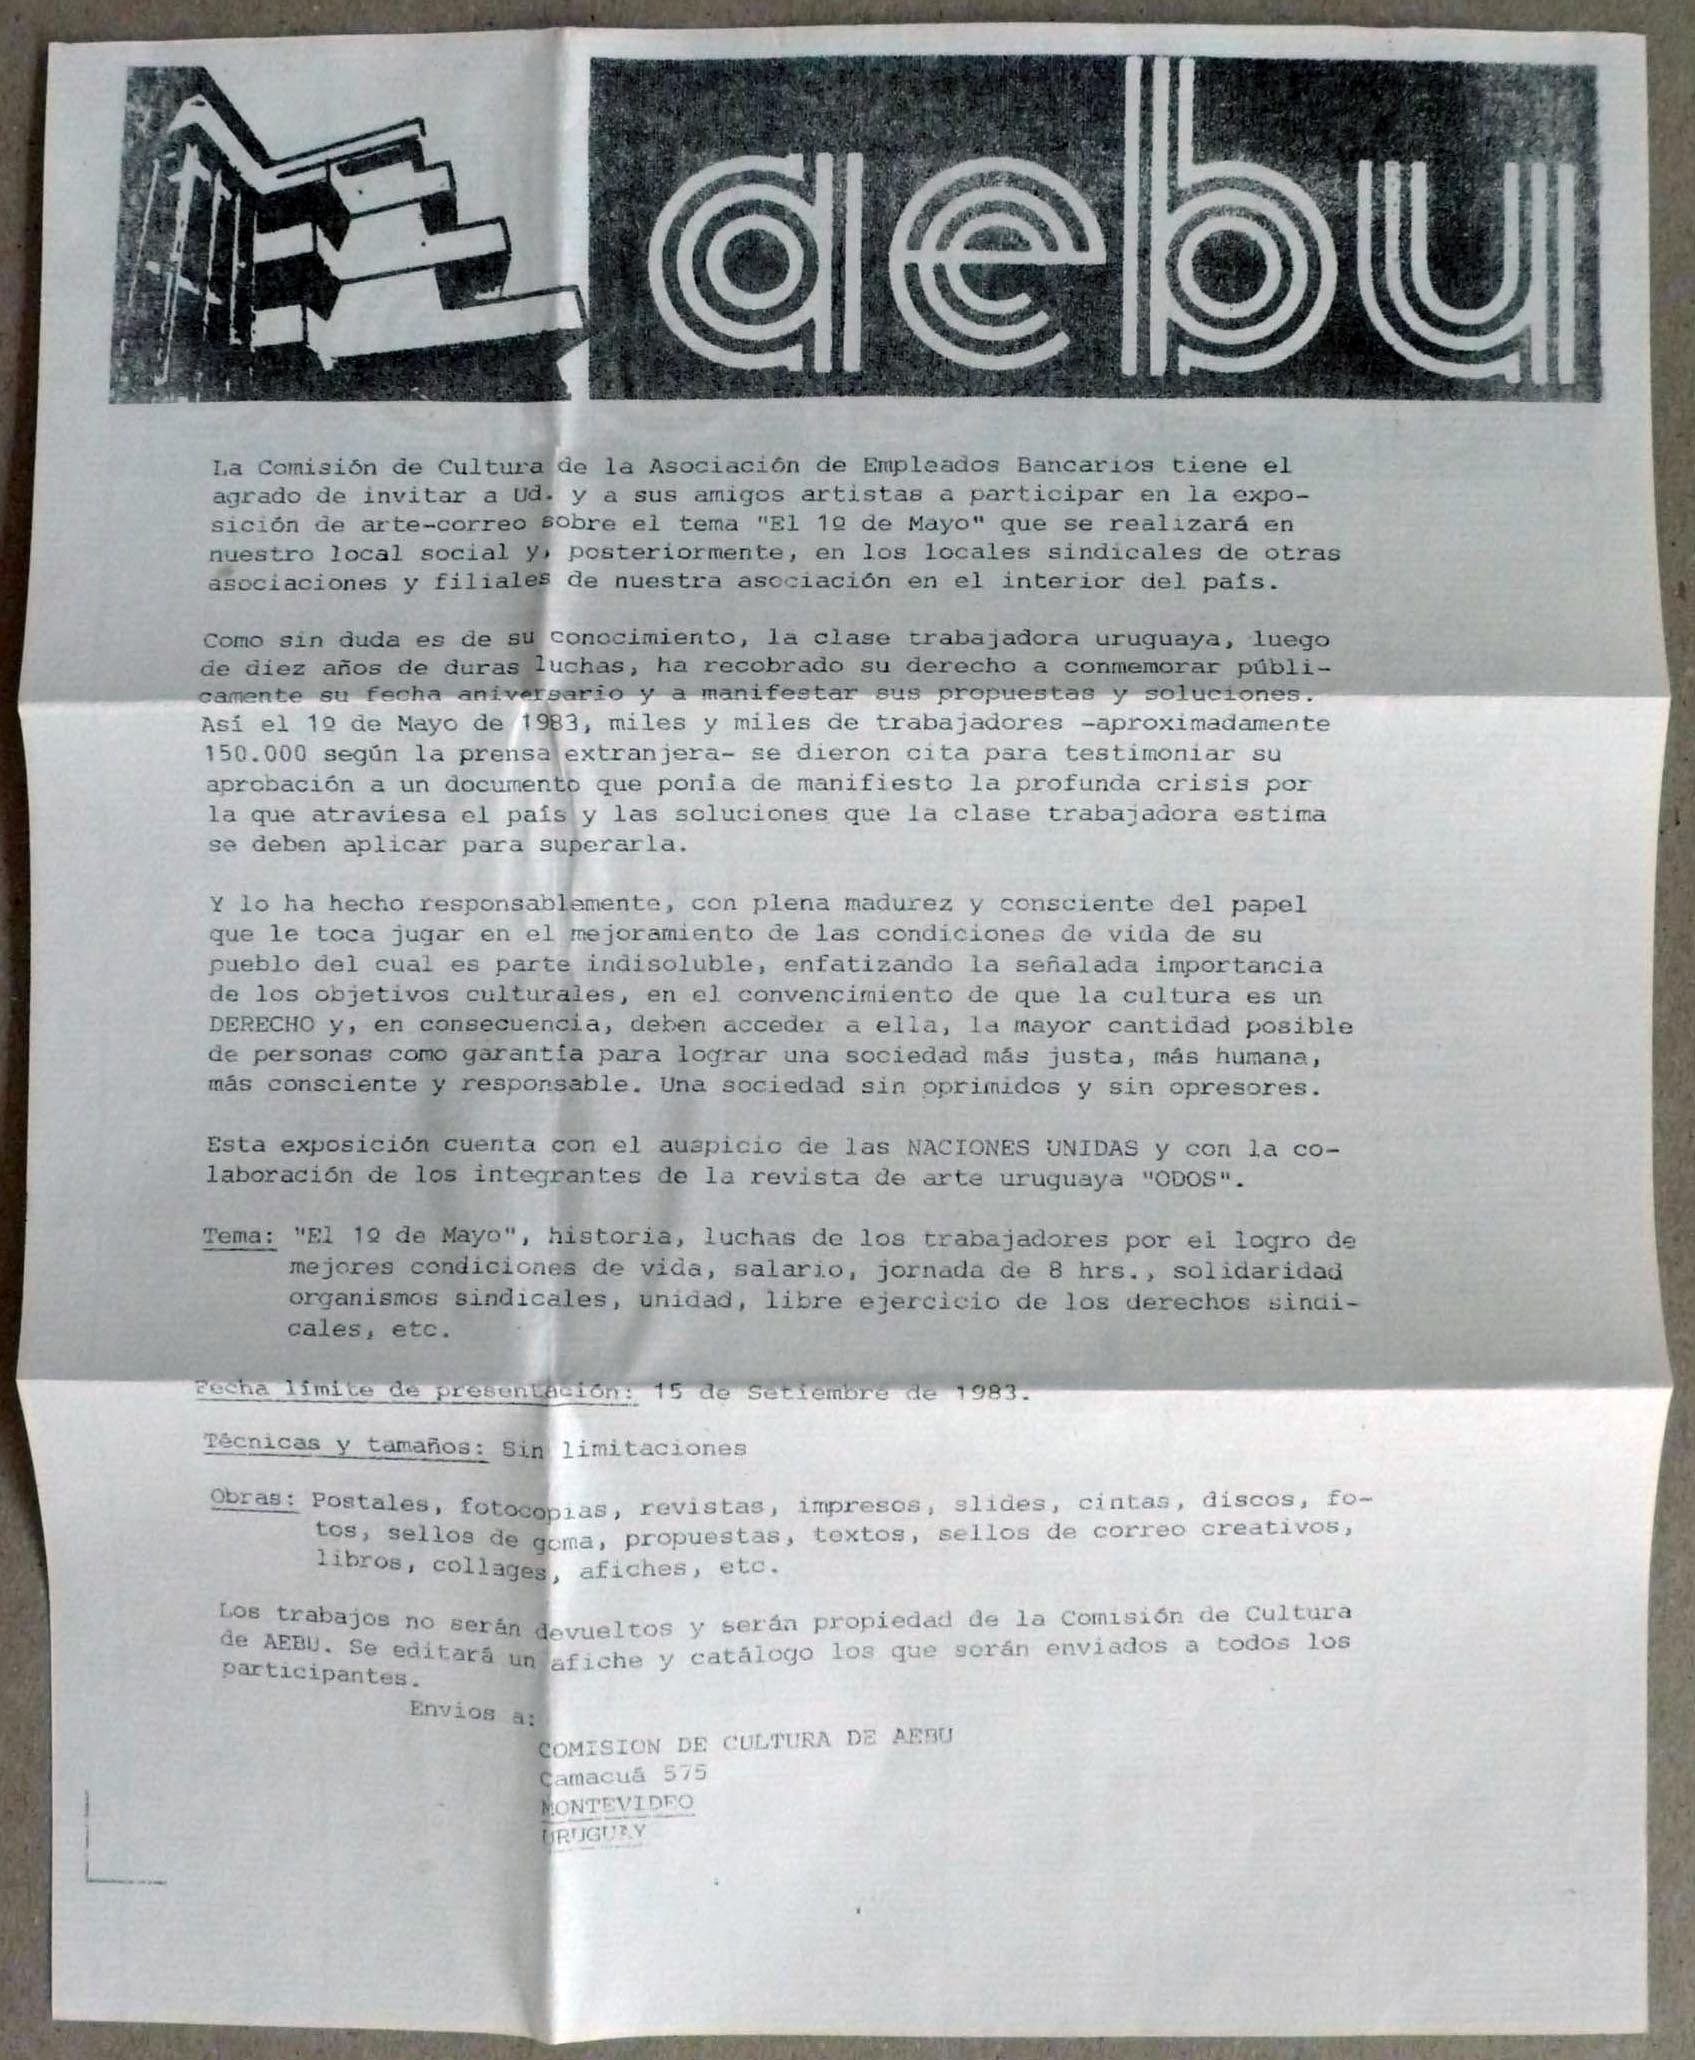 aebu
La Comisión de Cultura de la Asociación de Empleados Bancarios tiene el
agrado de invitar a Ud. y a sus amigos artistas a participar en la expo-
sición de arte-correo sobre el tema "El 1º de Mayo" que se realizará en
nuestro local social y, posteriormente, en los locales sindicales de otras
asociaciones y filiales de nuestra asociación en el interior del país.
Como sin duda es de su conocimiento, la clase trabajadora uruguaya, luego
de diez años de duras luchas, ha recobrado su derecho a conmemorar públi-
camente su fecha aniversario y a manifestar sus propuestas y soluciones.
Así el 1º de Mayo de 1983, miles y miles de trabajadores -aproximadamente
150.000 según la prensa extranjera- se dieron cita para testimoniar su
aprobación a un documento que ponía de manifiesto la profunda crisis por
la que atraviesa el país y las soluciones que la clase trabajadora estima
se deben aplicar para superarla.
Y lo ha hecho responsablemente, con plena madurez y consciente del papel
que le toca jugar en el mejoramiento de las condiciones de vida de su
pueblo del cual es parte indisoluble, enfatizando la señalada importancia
de los objetivos culturales, en el convencimiento de que la cultura es un
DERECHO y, en consecuencia, deben acceder a ella, la mayor cantidad posible
de personas como garantía para lograr una sociedad más justa, más humana,
más consciente y responsable. Una sociedad sin oprimidos y sin opresores.
Esta exposición cuenta con el auspicio de las NACIONES UNIDAS y con la co-
laboración de los integrantes de la revista de arte uruguaya "ODOS".
Tema: "El 1º de Mayo", historia, luchas de los trabajadores por el logro de
mejores condiciones de vida, salario, jornada de 8 hrs., solidaridad
organismos sindicales, unidad, libre ejercicio de los derechos sindi-
cales, etc.
Fecha límite de presentación: 15 de Setiembre de 1983.
Técnicas y tamaños: Sin limitaciones
Obras: Postales, fotocopias, revistas, impresos, slides, cintas, discos, fo-
tos, sellos de goma, propuestas, textos, sellos de correo creativos,
libros, collages, afiches, etc.
Los trabajos no serán devueltos y serán propiedad de la Comisión de Cultura
de AEBU. Se editará un afiche y catálogo los que serán enviados a todos los
participantes.
Envios a:
COMISION DE CULTURA DE AEBU
Camacuá 575
MONTEVIDEO
URUGUAY